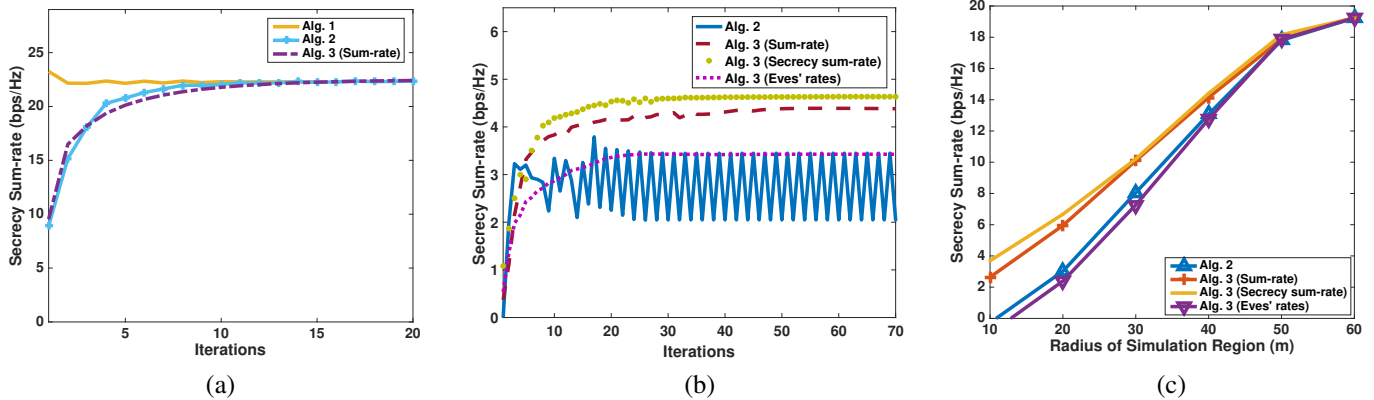 Secrecy Sum-rate (bps/Hz)
25
20
15
10
5
0
Alg. 1
Alg. 2
Alg. 3 (Sum-rate)
5
10
15
20
Iterations
(a)
Secrecy Sum-rate (bps/Hz)
6
5
4
3
2
1
0
Alg. 2
Alg. 3 (Sum-rate)
Alg. 3 (Secrecy sum-rate)
Alg. 3 (Eves' rates)
10
20
30
40
50
60
70
Iterations
(b)
Secrecy Sum-rate (bps/Hz)
20
18
16
14
12
10
8
6
4
2
0
Alg. 2
Alg. 3 (Sum-rate)
Alg. 3 (Secrecy sum-rate)
Alg. 3 (Eves' rates)
10
20
30
40
50
60
Radius of Simulation Region (m)
(c)